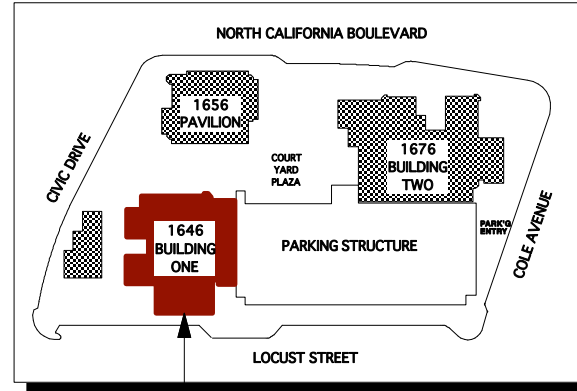 NORTH CALIFORNIA BOULEVARD
1656
PAVILION
CIVIC DRIVE
COURT
YARD
PLAZA
1676
BUILDING
TWO
1646
BUILDING
ONE
PARKING STRUCTURE
PARK'G
ENTRY
COLE AVENUE
LOCUST STREET